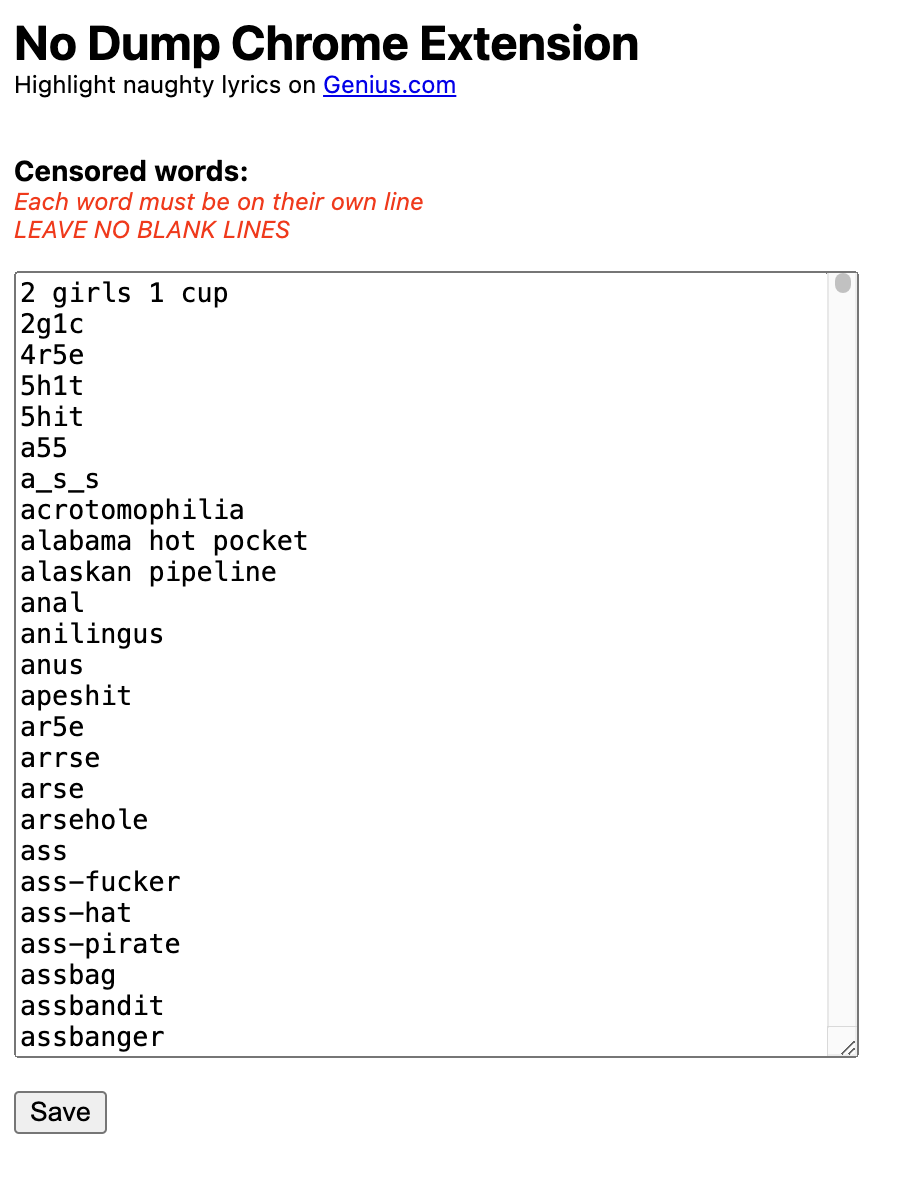 No Dump Chrome Extension
Highlight naughty lyrics on Genius.com
Censored words:
Each word must be on their own line
LEAVE NO BLANK LINES
2 girls 1 cup
2g1c
4r5e
5h1t
5hit
a55
a_s_s
acrotomophilia
alabama hot pocket
alaskan pipeline
anal
anilingus
anus
apeshit
ar5e
arrse
arse
arsehole
ass
ass-fucker
ass-hat
ass-pirate
assbag
assbandit
assbanger
Save